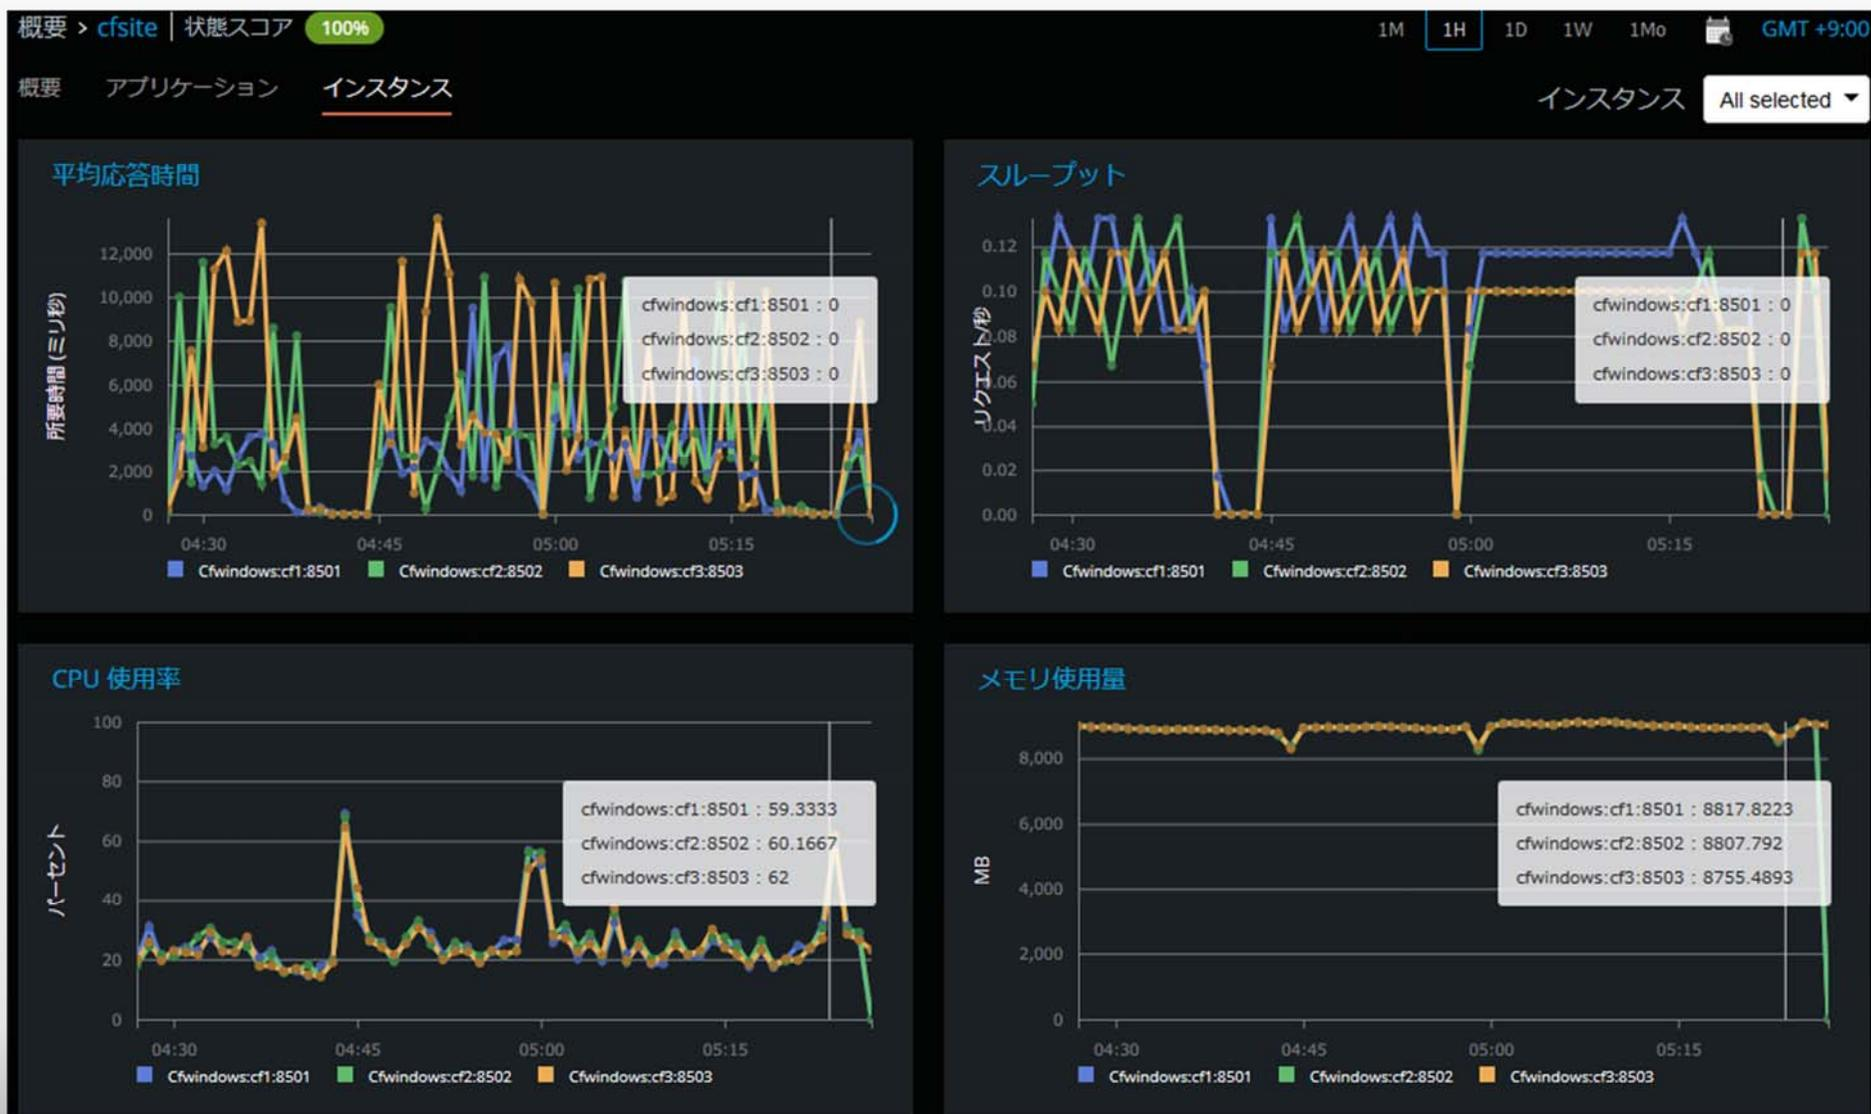 概要 > cfsite | 状態スコア 100%
1M 1H 1D 1W 1Mo GMT +9:00
概要 アプリケーション インスタンス
インスタンス All selected
平均応答時間
所要時間 (ミリ秒)
12,000
10,000
8,000
6,000
4,000
2,000
0
cfwindows:cf1:8501 : 0
cfwindows:cf2:8502 : 0
cfwindows:cf3:8503 : 0
04:30 04:45 05:00 05:15
Cfwindows:cf1:8501 Cfwindows:cf2:8502 Cfwindows:cf3:8503
スループット
リクエスト/秒
0.12
0.10
0.08
0.06
0.04
0.02
0.00
cfwindows:cf1:8501 : 0
cfwindows:cf2:8502 : 0
cfwindows:cf3:8503 : 0
04:30 04:45 05:00 05:15
Cfwindows:cf1:8501 Cfwindows:cf2:8502 Cfwindows:cf3:8503
CPU 使用率
パーセント
100
80
60
40
20
0
cfwindows:cf1:8501 : 59.3333
cfwindows:cf2:8502 : 60.1667
cfwindows:cf3:8503 : 62
04:30 04:45 05:00 05:15
Cfwindows:cf1:8501 Cfwindows:cf2:8502 Cfwindows:cf3:8503
メモリ使用量
MB
8,000
6,000
4,000
2,000
0
cfwindows:cf1:8501 : 8817.8223
cfwindows:cf2:8502 : 8807.792
cfwindows:cf3:8503 : 8755.4893
04:30 04:45 05:00 05:15
Cfwindows:cf1:8501 Cfwindows:cf2:8502 Cfwindows:cf3:8503